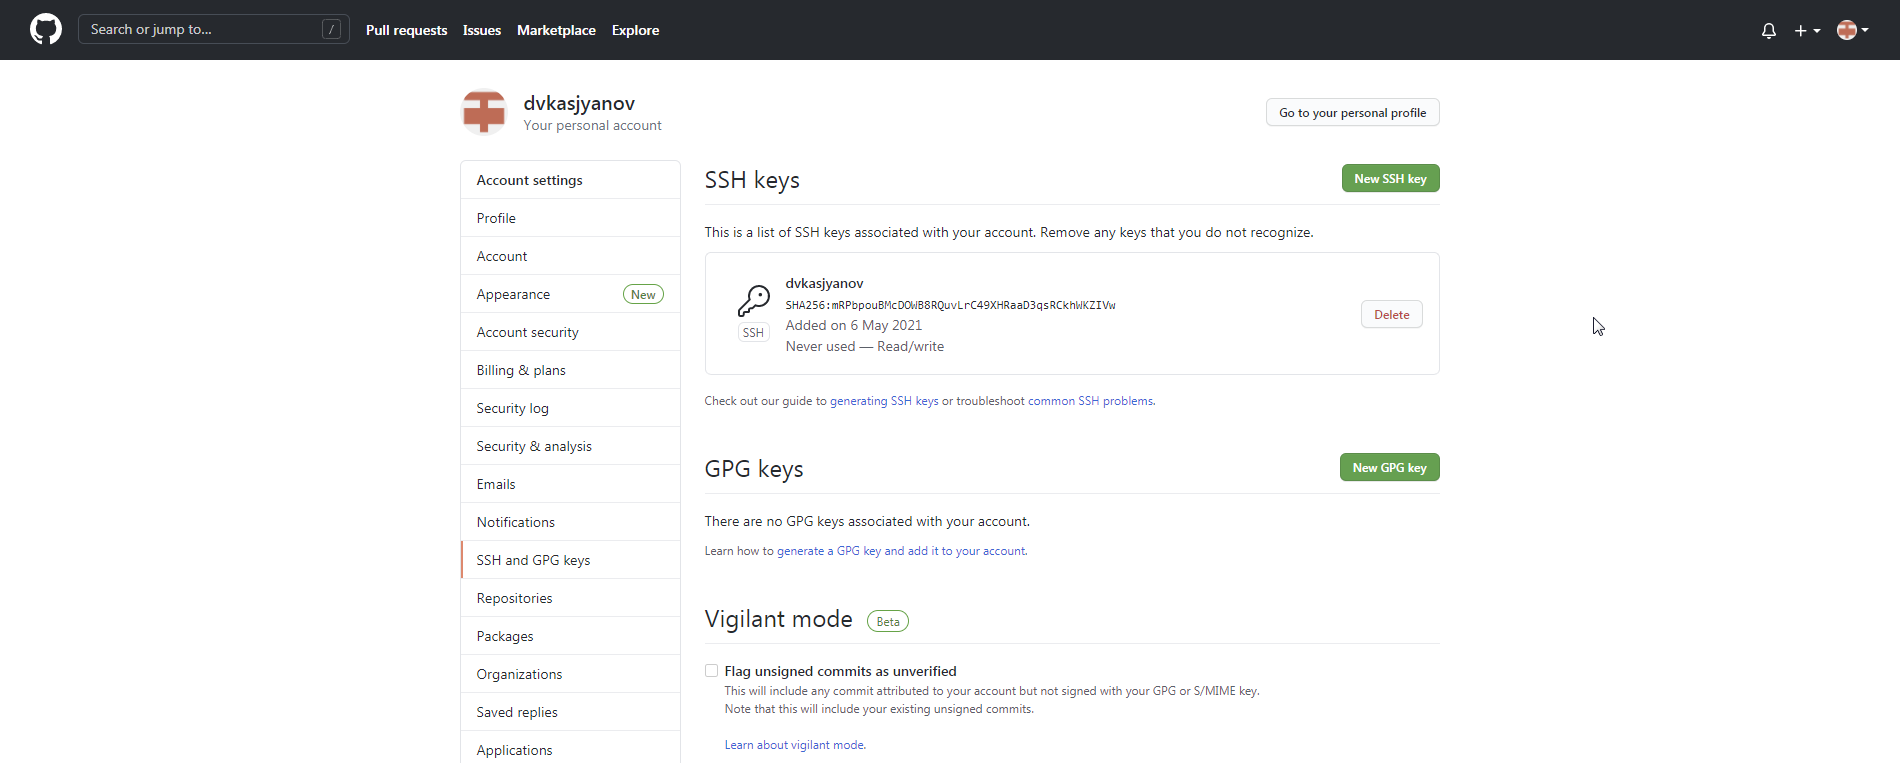 Search or jump to... /
Pull requests
Issues
Marketplace
Explore
dvkasjyanov
Your personal account
Go to your personal profile
Account settings
Profile
Account
Appearance New
Account security
Billing & plans
Security log
Security & analysis
Emails
Notifications
SSH and GPG keys
Repositories
Packages
Organizations
Saved replies
Applications
SSH keys
New SSH key
This is a list of SSH keys associated with your account. Remove any keys that you do not recognize.
SSH
dvkasjyanov
SHA256:mRPbpouBMcDOWB8RQuvLrC49XHRaaD3qsRCkhWKZIVw
Added on 6 May 2021
Never used — Read/write
Delete
Check out our guide to generating SSH keys or troubleshoot common SSH problems.
GPG keys
New GPG key
There are no GPG keys associated with your account.
Learn how to generate a GPG key and add it to your account.
Vigilant mode Beta
Flag unsigned commits as unverified
This will include any commit attributed to your account but not signed with your GPG or S/MIME key.
Note that this will include your existing unsigned commits.
Learn about vigilant mode.